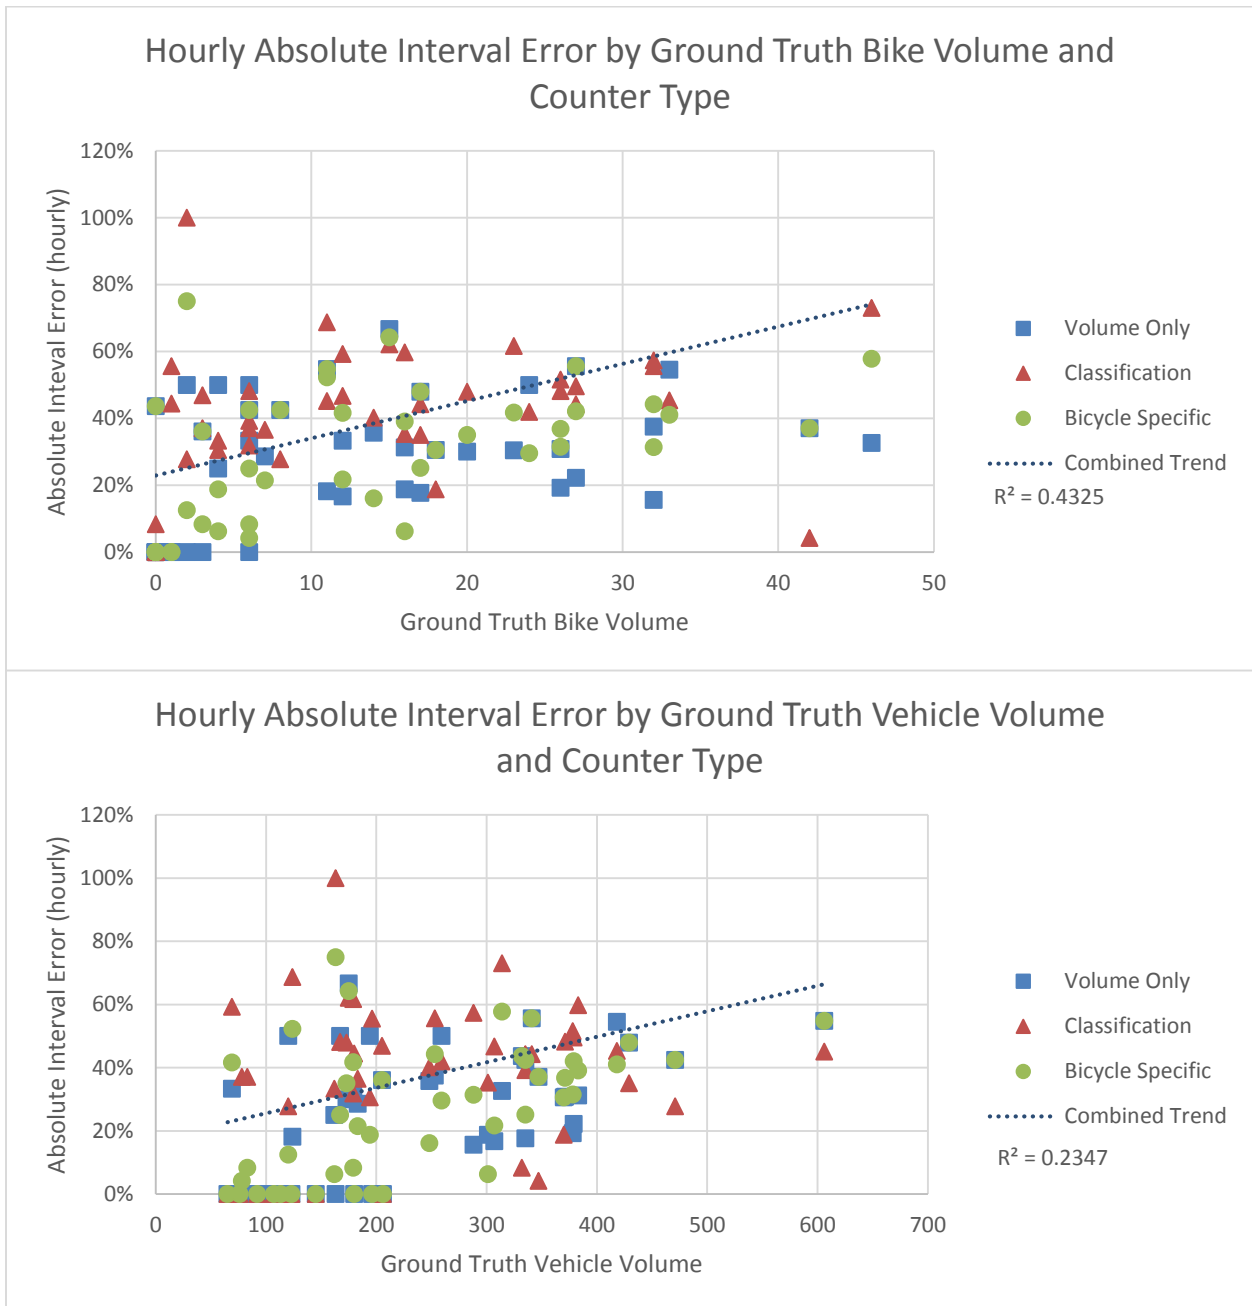 Hourly Absolute Interval Error by Ground Truth Bike Volume and
Counter Type
120%
100%
80%
60%
40%
20%
0%
Absolute Inteval Error (hourly)
0 10 20 30 40 50
Ground Truth Bike Volume
Volume Only
Classification
Bicycle Specific
Combined Trend
R² = 0.4325
Hourly Absolute Interval Error by Ground Truth Vehicle Volume
and Counter Type
120%
100%
80%
60%
40%
20%
0%
Absolute Interval Error (hourly)
0 100 200 300 400 500 600 700
Ground Truth Vehicle Volume
Volume Only
Classification
Bicycle Specific
Combined Trend
R² = 0.2347